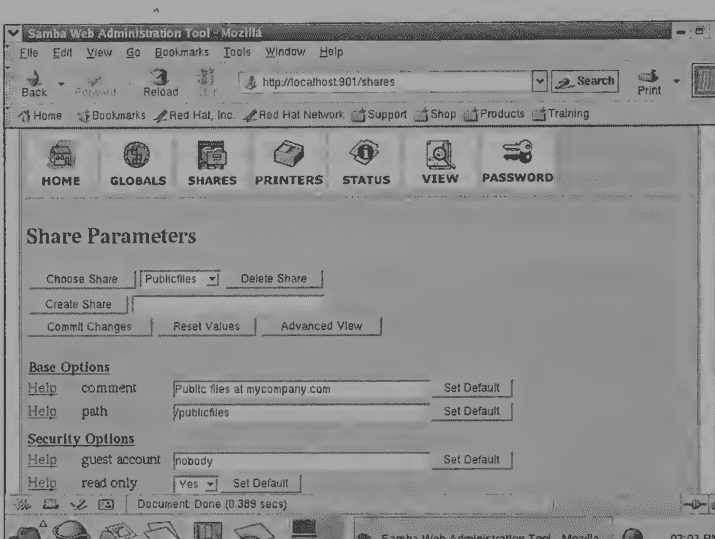 Samba Web Administration Tool - Mozilla
File Edit View Go Bookmarks Tools Window Help
Back Forward Reload http://localhost:901/shares Search Print
Home Bookmarks Red Hat, Inc. Red Hat Network Support Shop Products Training
HOME GLOBALS SHARES PRINTERS STATUS VIEW PASSWORD
Share Parameters
Choose Share Publicfiles Delete Share
Create Share
Commit Changes Reset Values Advanced View
Base Options
Help comment Public files at mycompany.com Set Default
Help path /publicfiles Set Default
Security Options
Help guest account nobody Set Default
Help read only Yes Set Default
Document: Done (0.389 secs)
Samba Web Administration Tool - Mozilla